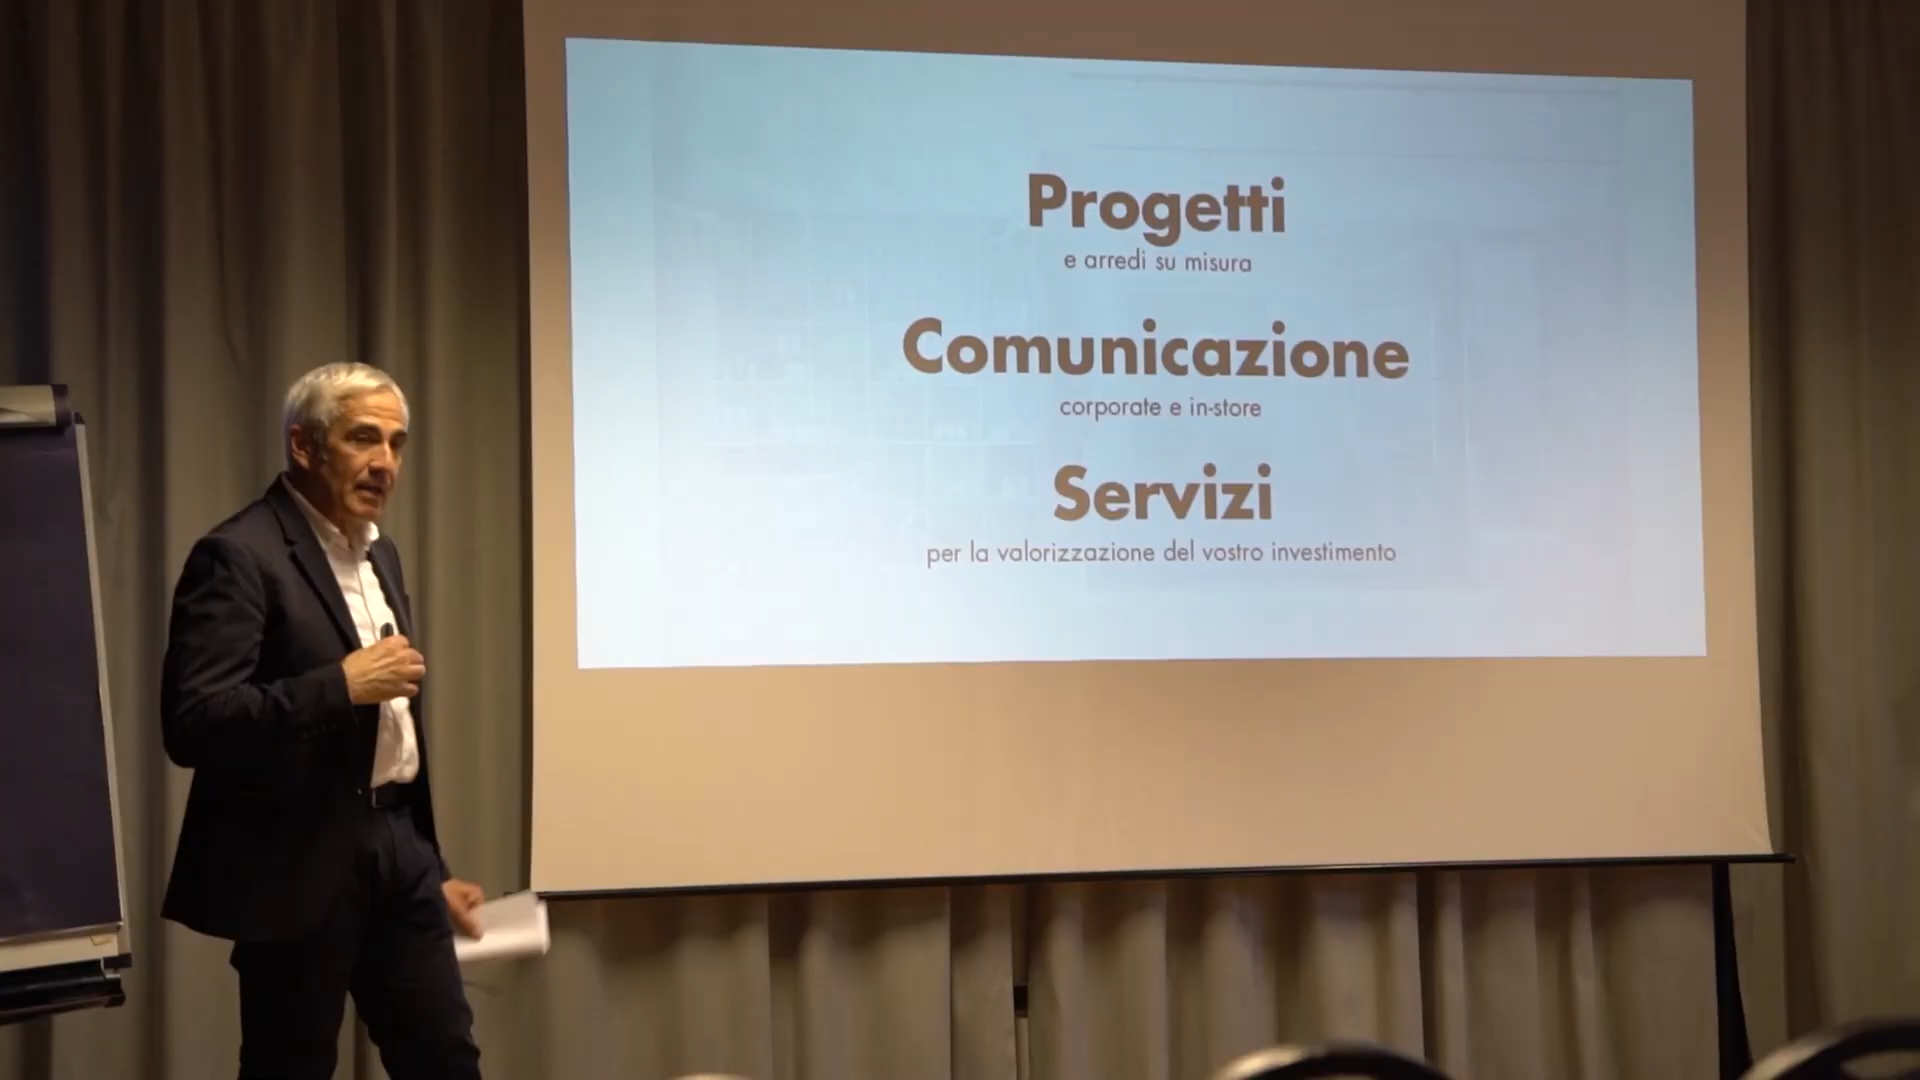 Progetti
e arredi su misura
Comunicazione
corporate e in-store
Servizi
per la valorizzazione del vostro investimento